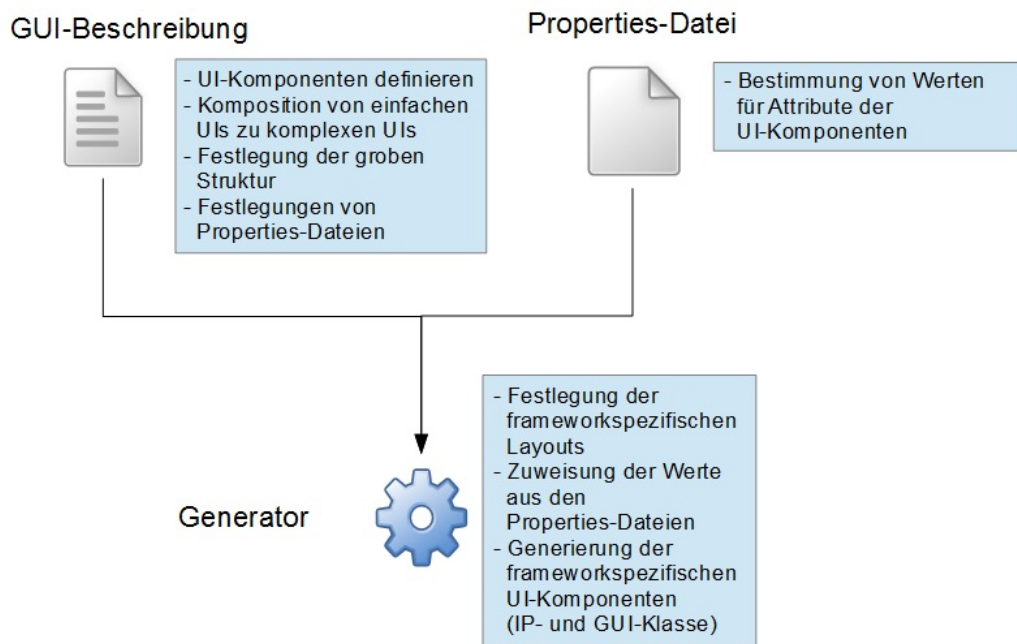 GUI-Beschreibung
- UI-Komponenten definieren
- Komposition von einfachen
UIs zu komplexen UIs
- Festlegung der groben
Struktur
- Festlegungen von
Properties-Dateien
Properties-Datei
- Bestimmung von Werten
für Attribute der
UI-Komponenten
Generator
- Festlegung der
frameworkspezifischen
Layouts
- Zuweisung der Werte
aus den
Properties-Dateien
- Generierung der
frameworkspezifischen
UI-Komponenten
(IP- und GUI-Klasse)